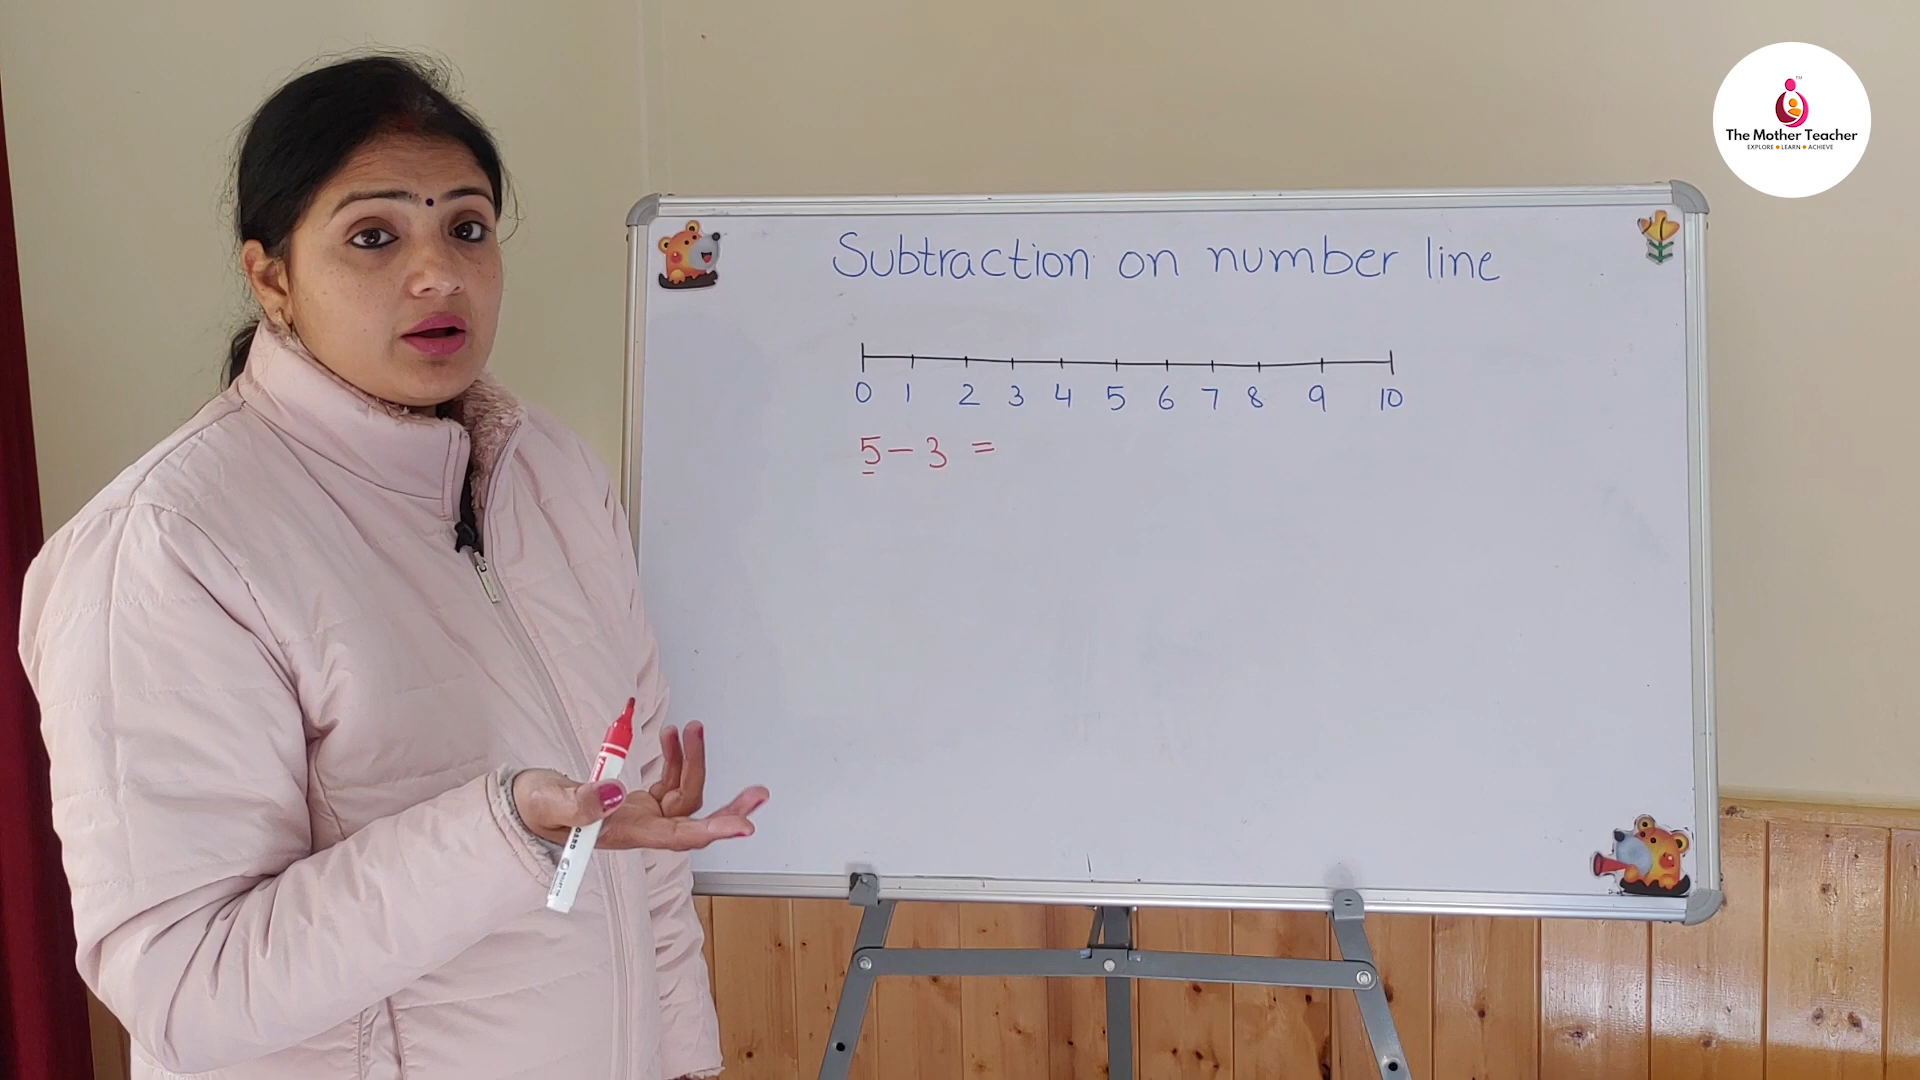 The Mother Teacher
EXPLORE • LEARN • ACHIEVE
Subtraction on number line
0 1 2 3 4 5 6 7 8 9 10
5 – 3 =